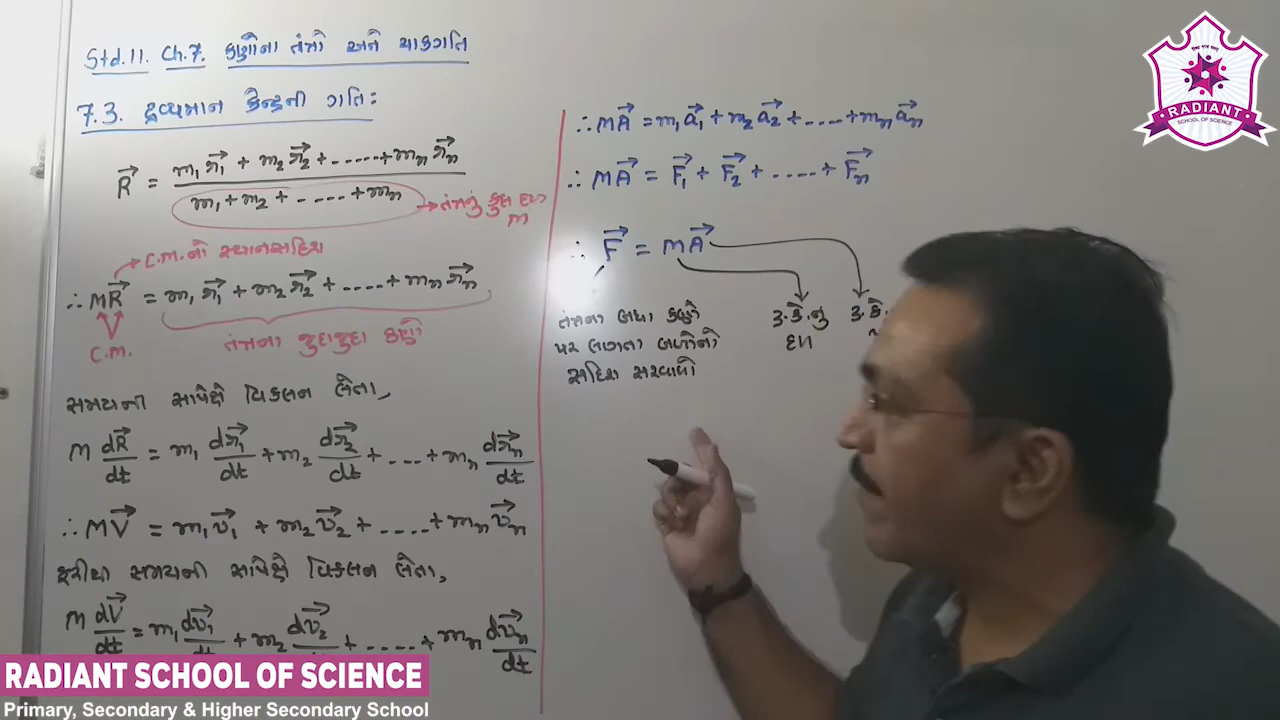 Std.11. Ch.7. કણોના તંત્રો અને ચાકગતિ
7.3. દ્રવ્યમાન કેન્દ્રની ગતિ:
R⃗ = (m₁r⃗₁ + m₂r⃗₂ + ..... + mₙr⃗ₙ) / (m₁ + m₂ + ..... + mₙ) → તંત્રનું કુલ દળ M
C.M. નો સ્થાનસદિશ
∴ MR⃗ = m₁r⃗₁ + m₂r⃗₂ + ..... + mₙr⃗ₙ
C.M.
તંત્રના જુદાજુદા કણો
સમયની સાપેક્ષે વિકલન લેતા,
M dR⃗/dt = m₁ dr⃗₁/dt + m₂ dr⃗₂/dt + .... + mₙ dr⃗ₙ/dt
∴ MV⃗ = m₁v⃗₁ + m₂v⃗₂ + ..... + mₙv⃗ₙ
ફરીથી સમયની સાપેક્ષે વિકલન લેતા,
M dV⃗/dt = m₁ dv⃗₁/dt + m₂ dv⃗₂ + ..... + mₙ dv⃗ₙ/dt
∴ MA⃗ = m₁a⃗₁ + m₂a⃗₂ + ..... + mₙa⃗ₙ
∴ MA⃗ = F⃗₁ + F⃗₂ + ..... + F⃗ₙ
∴ F⃗ = MA⃗
તંત્રના બધા કણો
પર લાગતા બળોનો
સદિશ સરવાળો
દ્ર.કે.નું
દળ
દ્ર.કે.
RADIANT
SCHOOL OF SCIENCE
RADIANT SCHOOL OF SCIENCE
Primary, Secondary & Higher Secondary School